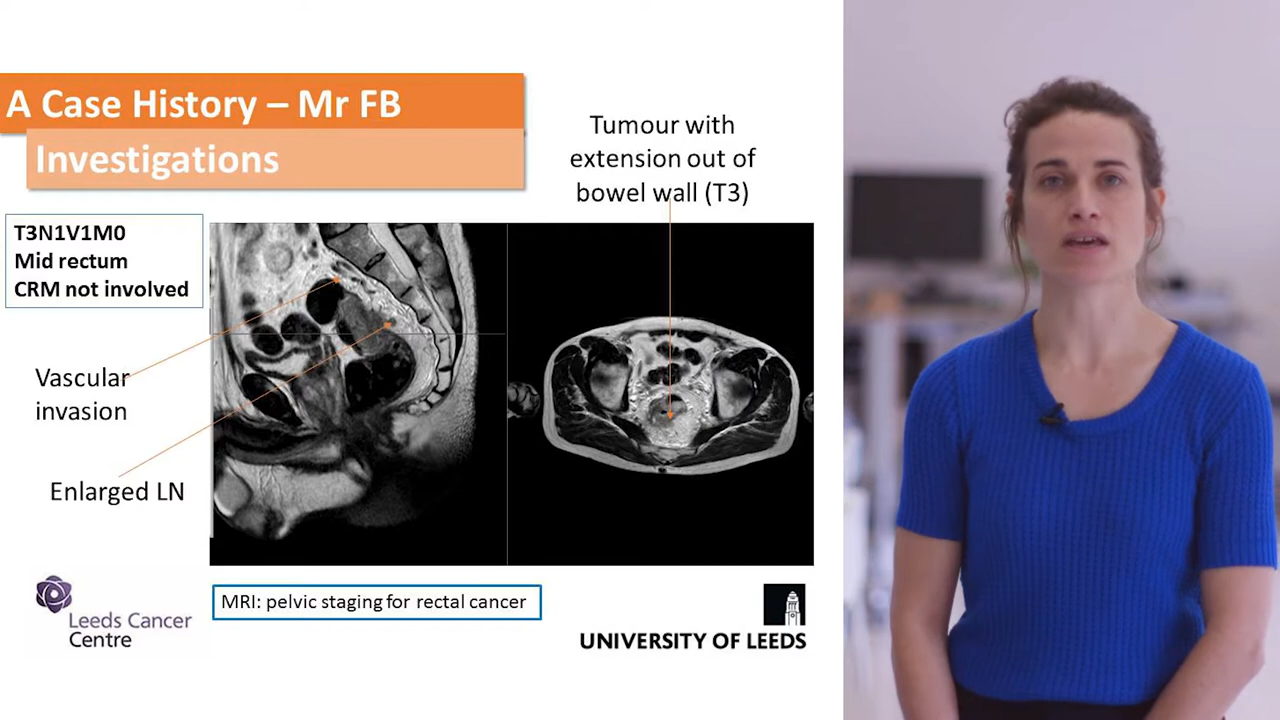 A Case History – Mr FB
Investigations
Tumour with
extension out of
bowel wall (T3)
T3N1V1M0
Mid rectum
CRM not involved
Vascular
invasion
Enlarged LN
MRI: pelvic staging for rectal cancer
Leeds Cancer
Centre
UNIVERSITY OF LEEDS